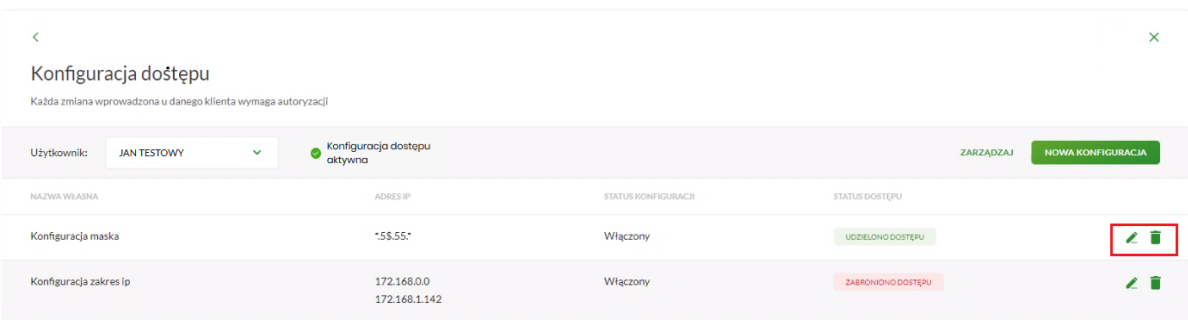 Konfiguracja dostępu
Każda zmiana wprowadzona u danego klienta wymaga autoryzacji
Użytkownik: JAN TESTOWY Konfiguracja dostępu aktywna ZARZĄDZAJ NOWA KONFIGURACJA
NAZWA WŁASNA ADRES IP STATUS KONFIGURACJI STATUS DOSTĘPU
Konfiguracja maska *.5$.55.* Włączony UDZIELONO DOSTĘPU
Konfiguracja zakres ip 172.168.0.0 Włączony ZABRONIONO DOSTĘPU
172.168.1.142